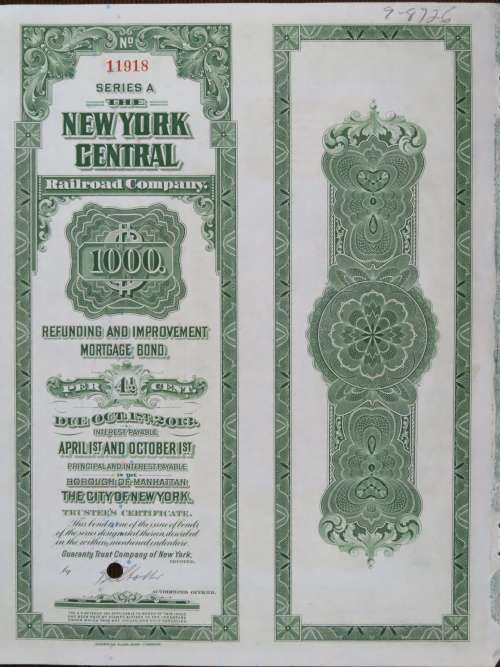 9-8726
No
11918
SERIES A
THE
NEW YORK
CENTRAL
Railroad Company.
$
1000.
REFUNDING AND IMPROVEMENT
MORTGAGE BOND.
PER 4½ CENT.
DUE OCT. 1ST, 2013.
INTEREST PAYABLE
APRIL 1ST AND OCTOBER 1ST
PRINCIPAL AND INTEREST PAYABLE
IN THE
BOROUGH OF MANHATTAN
THE CITY OF NEW YORK.
TRUSTEE'S CERTIFICATE.
This bond is one of the issue of bonds
of the series designated therein, described
in the within-mentioned indenture.
Guaranty Trust Company of New York,
TRUSTEE,
by
AUTHORIZED OFFICER.